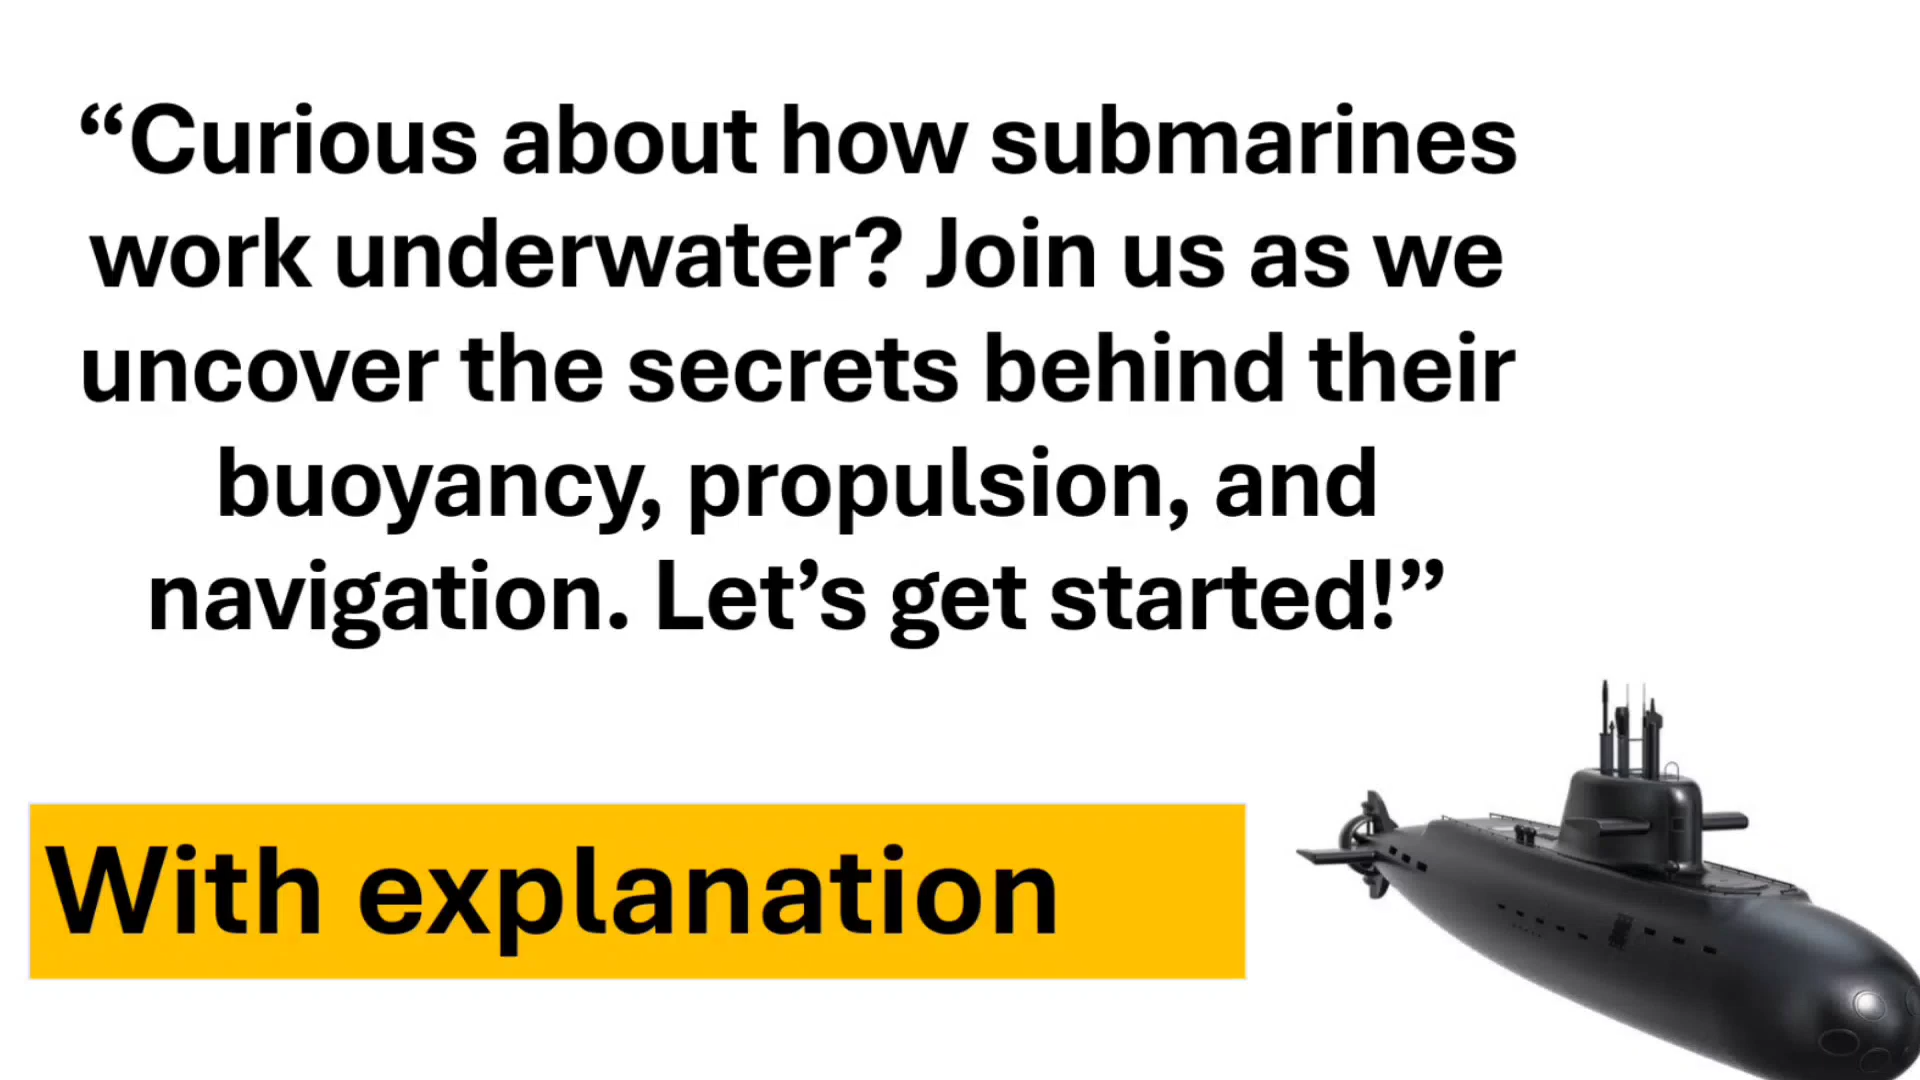 “Curious about how submarines
work underwater? Join us as we
uncover the secrets behind their
buoyancy, propulsion, and
navigation. Let’s get started!”
With explanation